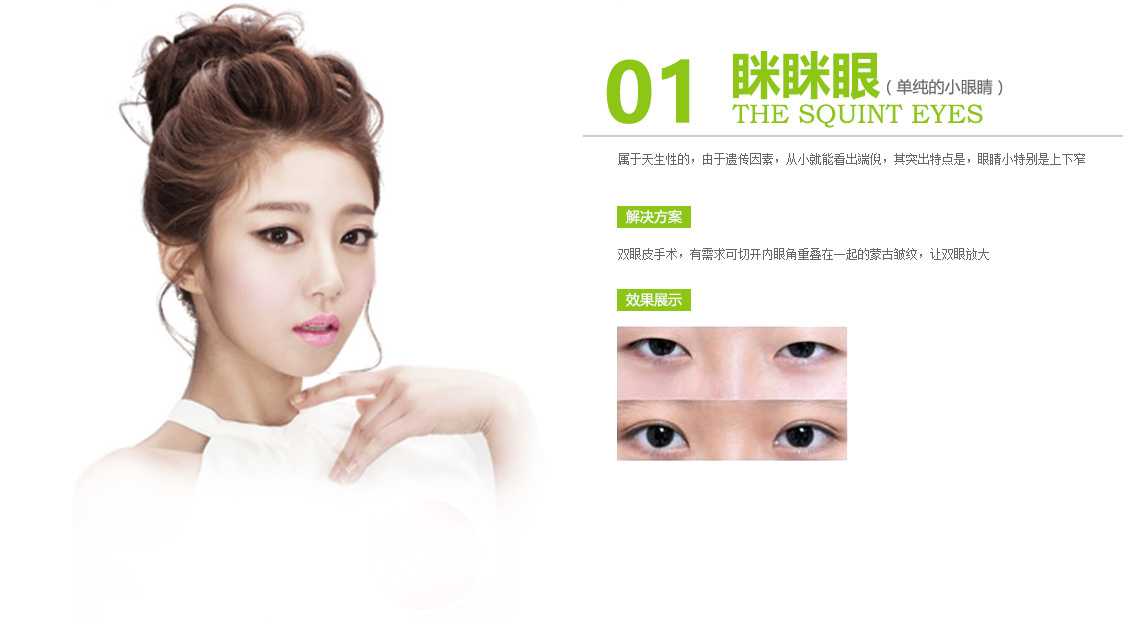 01
眯眯眼（单纯的小眼睛）
THE SQUINT EYES
属于天生性的，由于遗传因素，从小就能看出端倪，其突出特点是，眼睛小特别是上下窄
解决方案
双眼皮手术，有需求可切开内眼角重叠在一起的蒙古皱纹，让双眼放大
效果展示